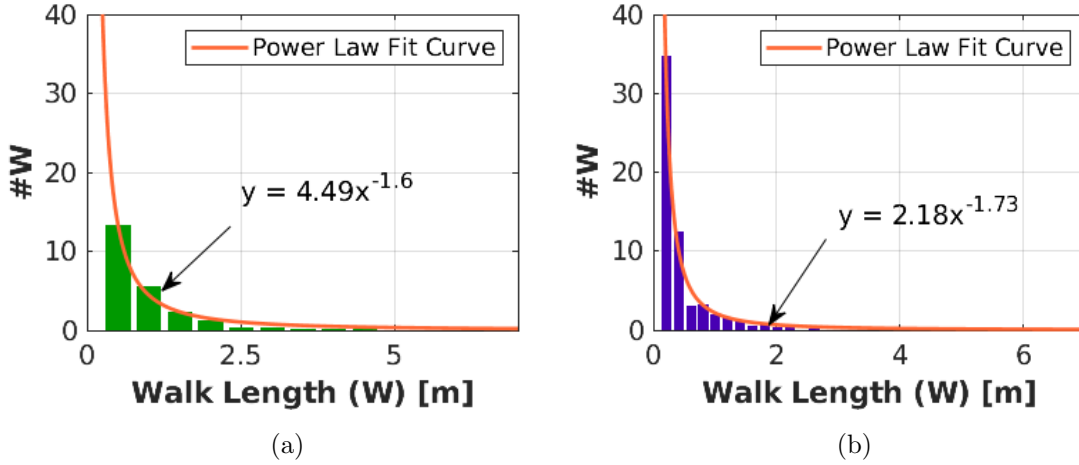 40
30
20
10
0
#W
Power Law Fit Curve
y = 4.49x^-1.6
0
2.5
5
Walk Length (W) [m]
(a)
40
30
20
10
0
#W
Power Law Fit Curve
y = 2.18x^-1.73
0
2
4
6
Walk Length (W) [m]
(b)